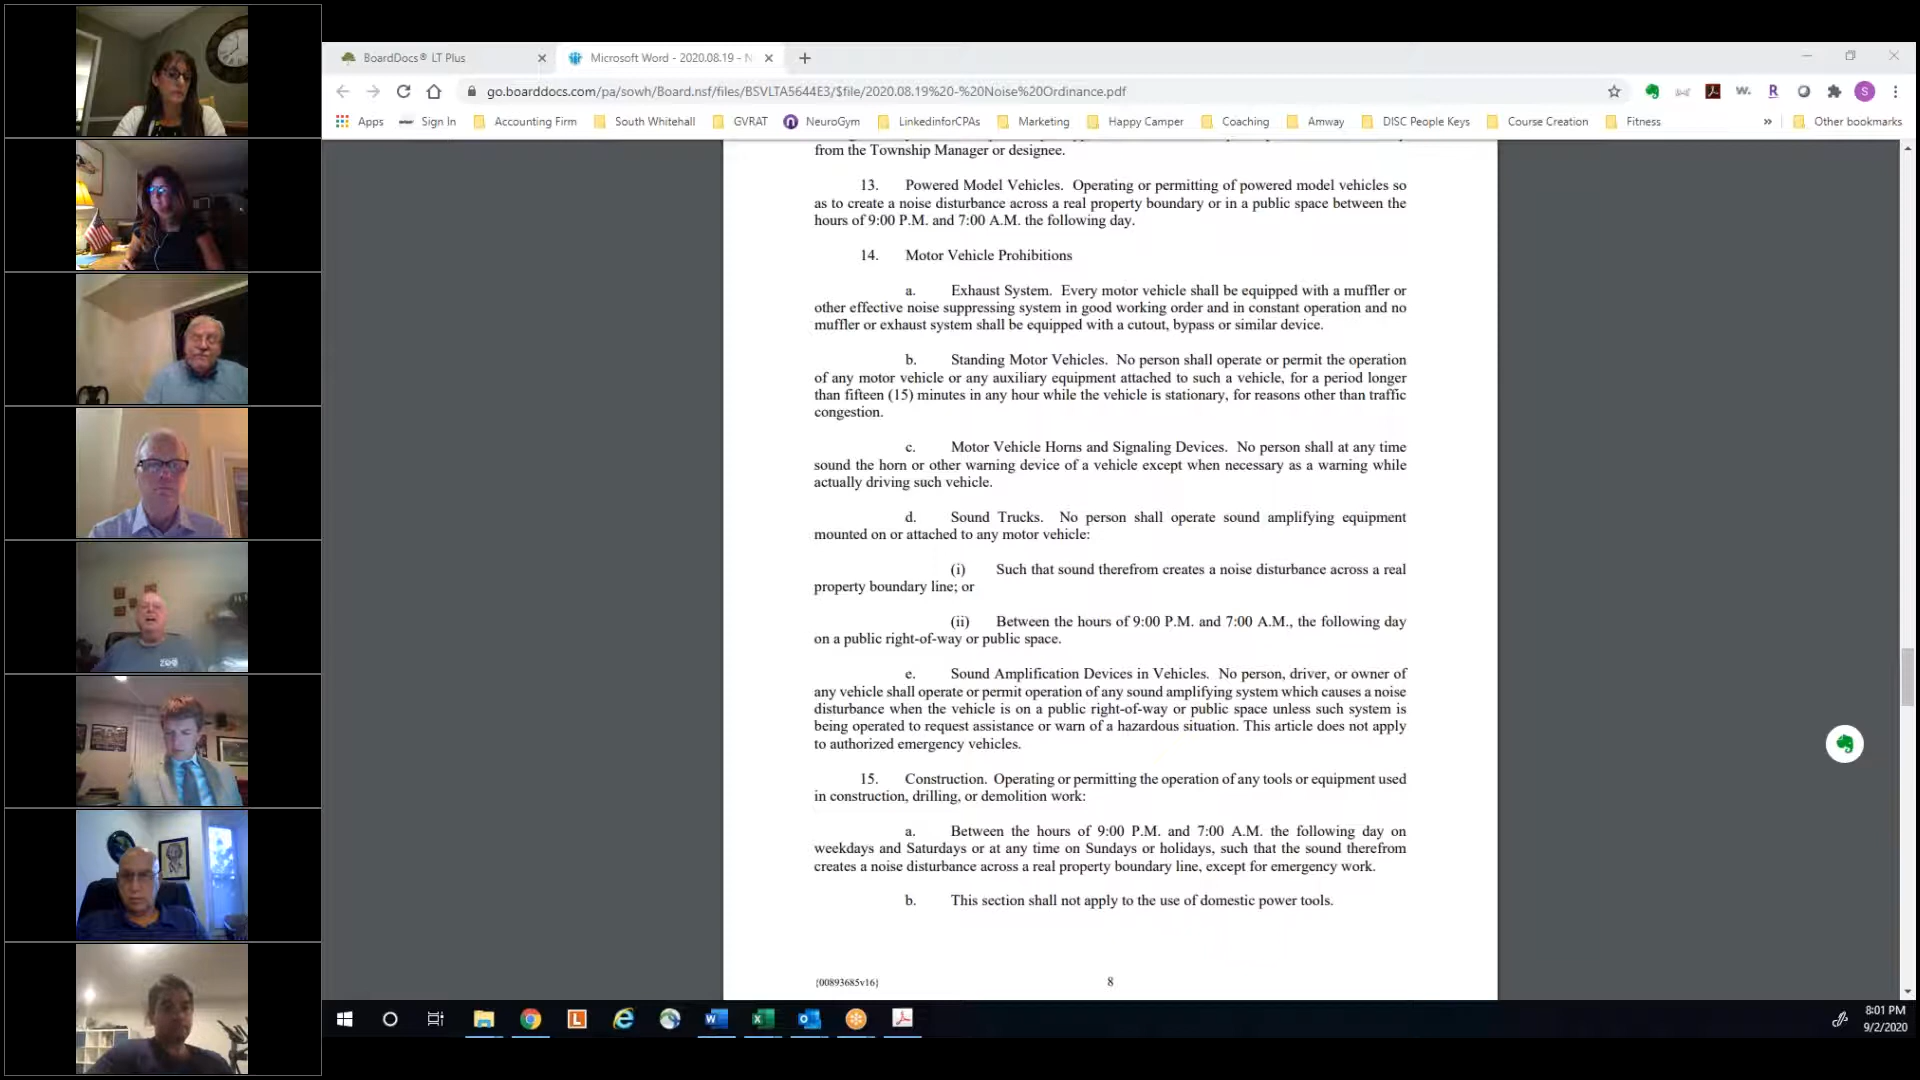 BoardDocs® LT Plus
Microsoft Word - 2020.08.19 - N
go.boarddocs.com/pa/sowh/Board.nsf/files/BSVLTA5644E3/$file/2020.08.19%20-%20Noise%20Ordinance.pdf
Apps Sign In Accounting Firm South Whitehall GVRAT NeuroGym LinkedinforCPAs Marketing Happy Camper Coaching Amway DISC People Keys Course Creation Fitness » Other bookmarks
from the Township Manager or designee.
13. Powered Model Vehicles. Operating or permitting of powered model vehicles so
as to create a noise disturbance across a real property boundary or in a public space between the
hours of 9:00 P.M. and 7:00 A.M. the following day.
14. Motor Vehicle Prohibitions
a. Exhaust System. Every motor vehicle shall be equipped with a muffler or
other effective noise suppressing system in good working order and in constant operation and no
muffler or exhaust system shall be equipped with a cutout, bypass or similar device.
b. Standing Motor Vehicles. No person shall operate or permit the operation
of any motor vehicle or any auxiliary equipment attached to such a vehicle, for a period longer
than fifteen (15) minutes in any hour while the vehicle is stationary, for reasons other than traffic
congestion.
c. Motor Vehicle Horns and Signaling Devices. No person shall at any time
sound the horn or other warning device of a vehicle except when necessary as a warning while
actually driving such vehicle.
d. Sound Trucks. No person shall operate sound amplifying equipment
mounted on or attached to any motor vehicle:
(i) Such that sound therefrom creates a noise disturbance across a real
property boundary line; or
(ii) Between the hours of 9:00 P.M. and 7:00 A.M., the following day
on a public right-of-way or public space.
e. Sound Amplification Devices in Vehicles. No person, driver, or owner of
any vehicle shall operate or permit operation of any sound amplifying system which causes a noise
disturbance when the vehicle is on a public right-of-way or public space unless such system is
being operated to request assistance or warn of a hazardous situation. This article does not apply
to authorized emergency vehicles.
15. Construction. Operating or permitting the operation of any tools or equipment used
in construction, drilling, or demolition work:
a. Between the hours of 9:00 P.M. and 7:00 A.M. the following day on
weekdays and Saturdays or at any time on Sundays or holidays, such that the sound therefrom
creates a noise disturbance across a real property boundary line, except for emergency work.
b. This section shall not apply to the use of domestic power tools.
{00893685v16} 8
8:01 PM
9/2/2020